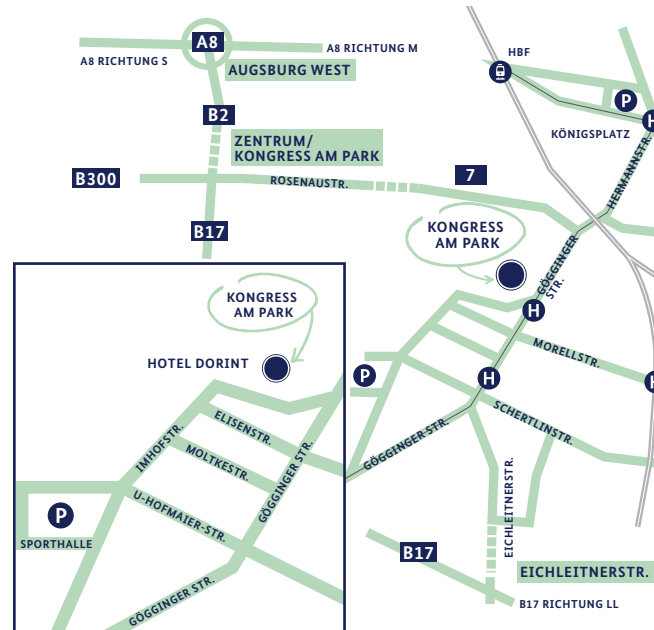 A8
A8 RICHTUNG S
A8 RICHTUNG M
AUGSBURG WEST
B2
ZENTRUM/
KONGRESS AM PARK
B300
ROSENAUSTR.
7
B17
HBF
P
H
KÖNIGSPLATZ
HERMANNSTR.
KONGRESS
AM PARK
GÖGGINGER
STR.
H
MORELLSTR.
H
H
P
SCHERTLINSTR.
GÖGGINGER STR.
EICHLEITNERSTR.
B17
EICHLEITNERSTR.
B17 RICHTUNG LL
KONGRESS
AM PARK
HOTEL DORINT
IMHOFSTR.
ELISENSTR.
MOLTKESTR.
GÖGGINGER STR.
U-HOFMAIER-STR.
P
SPORTHALLE
GÖGGINGER STR.